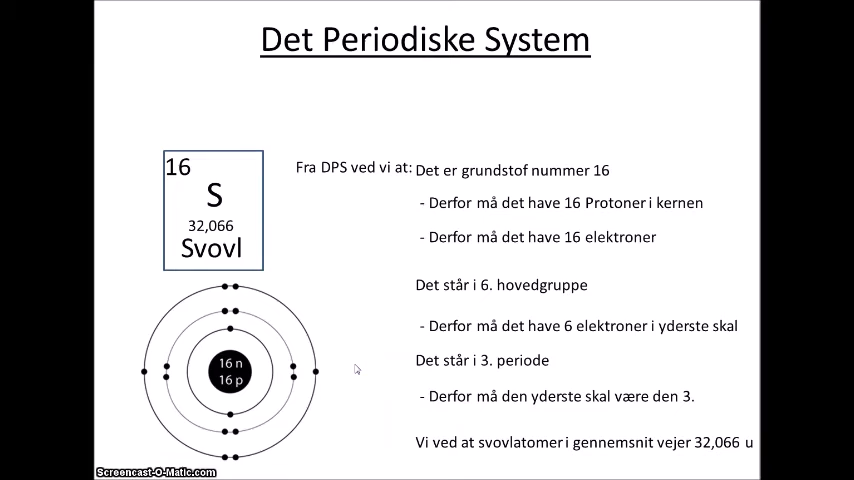 Det Periodiske System
16
S
32,066
Svovl
Fra DPS ved vi at:
Det er grundstof nummer 16
- Derfor må det have 16 Protoner i kernen
- Derfor må det have 16 elektroner
Det står i 6. hovedgruppe
- Derfor må det have 6 elektroner i yderste skal
Det står i 3. periode
- Derfor må den yderste skal være den 3.
Vi ved at svovlatomer i gennemsnit vejer 32,066 u
16 n
16 p
Screencast-O-Matic.com